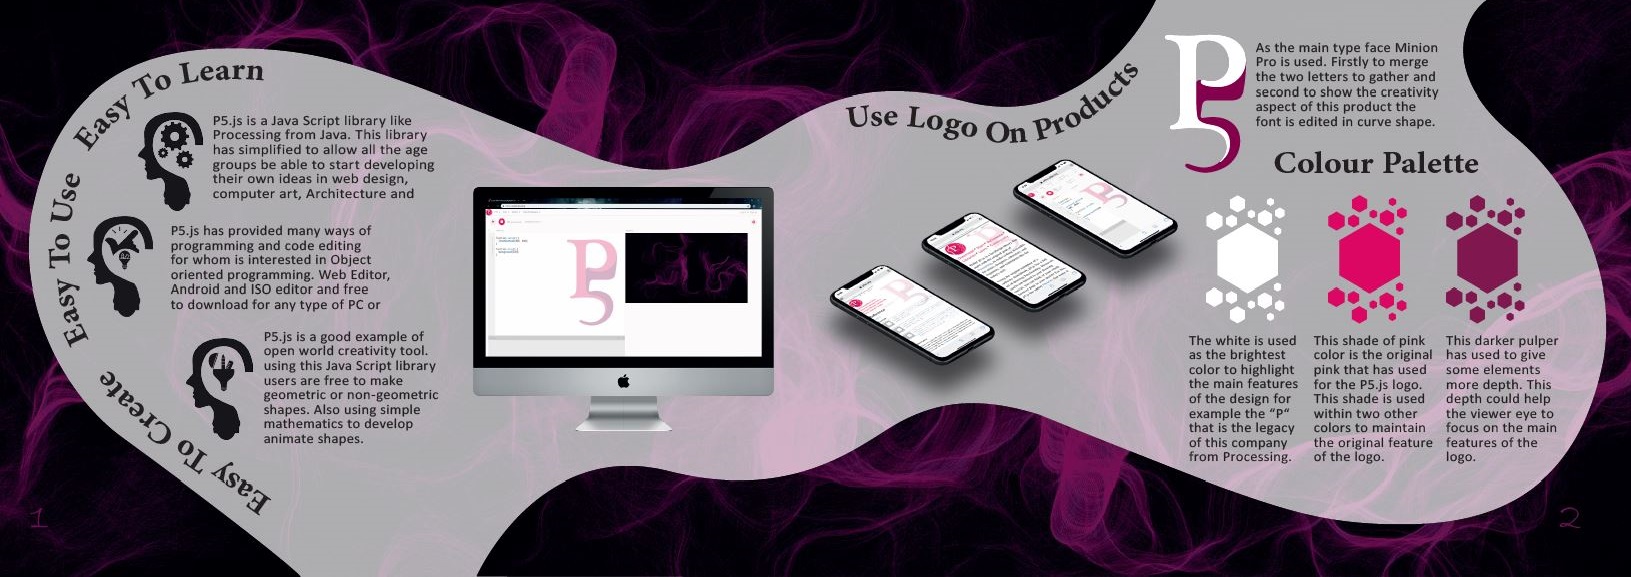 Easy To Learn
P5.js is a Java Script library like
Processing from Java. This library
has simplified to allow all the age
groups be able to start developing
their own ideas in web design,
computer art, Architecture and
Easy To Use
P5.js has provided many ways of
programming and code editing
for whom is interested in Object
oriented programming. Web Editor,
Android and ISO editor and free
to download for any type of PC or
Easy To Create
P5.js is a good example of
open world creativity tool.
using this Java Script library
users are free to make
geometric or non-geometric
shapes. Also using simple
mathematics to develop
animate shapes.
1
P5
Use Logo On Products
P5
As the main type face Minion
Pro is used. Firstly to merge
the two letters to gather and
second to show the creativity
aspect of this product the
font is edited in curve shape.
Colour Palette
The white is used
as the brightest
color to highlight
the main features
of the design for
example the “P“
that is the legacy
of this company
from Processing.
This shade of pink
color is the original
pink that has used
for the P5.js logo.
This shade is used
within two other
colors to maintain
the original feature
of the logo.
This darker pulper
has used to give
some elements
more depth. This
depth could help
the viewer eye to
focus on the main
features of the
logo.
2